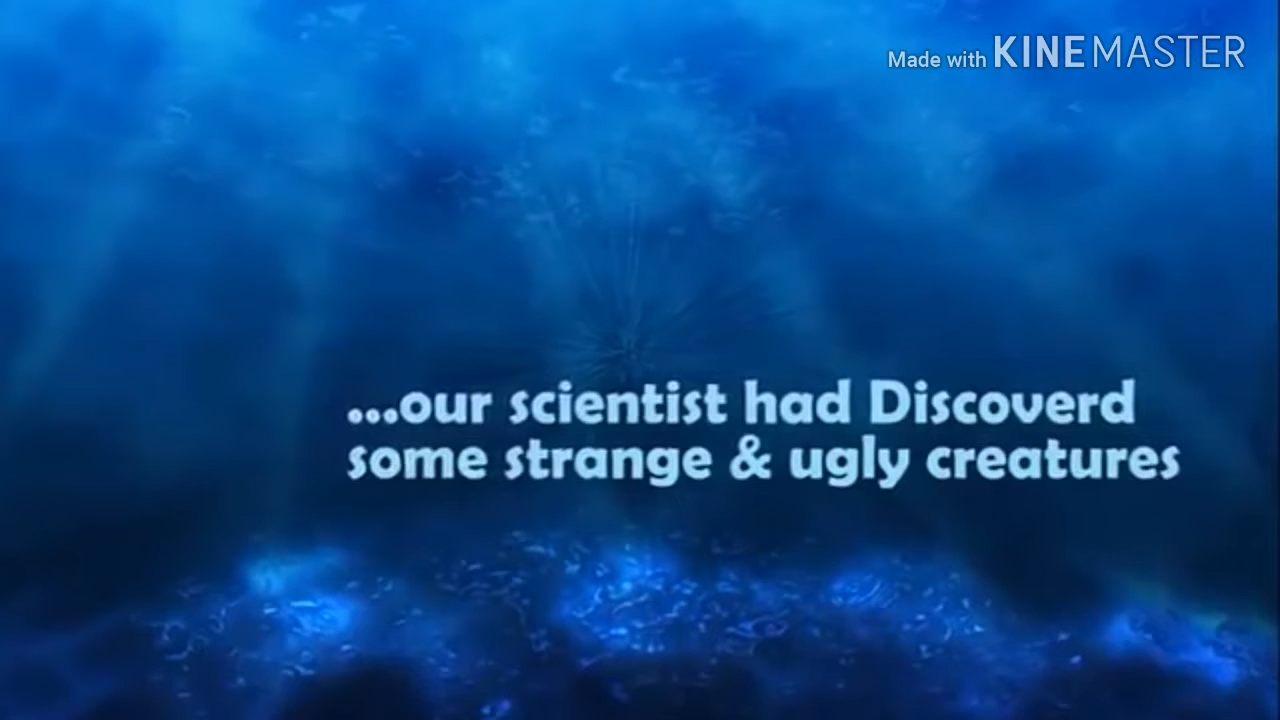 Made with KINEMASTER
...our scientist had Discoverd
some strange & ugly creatures